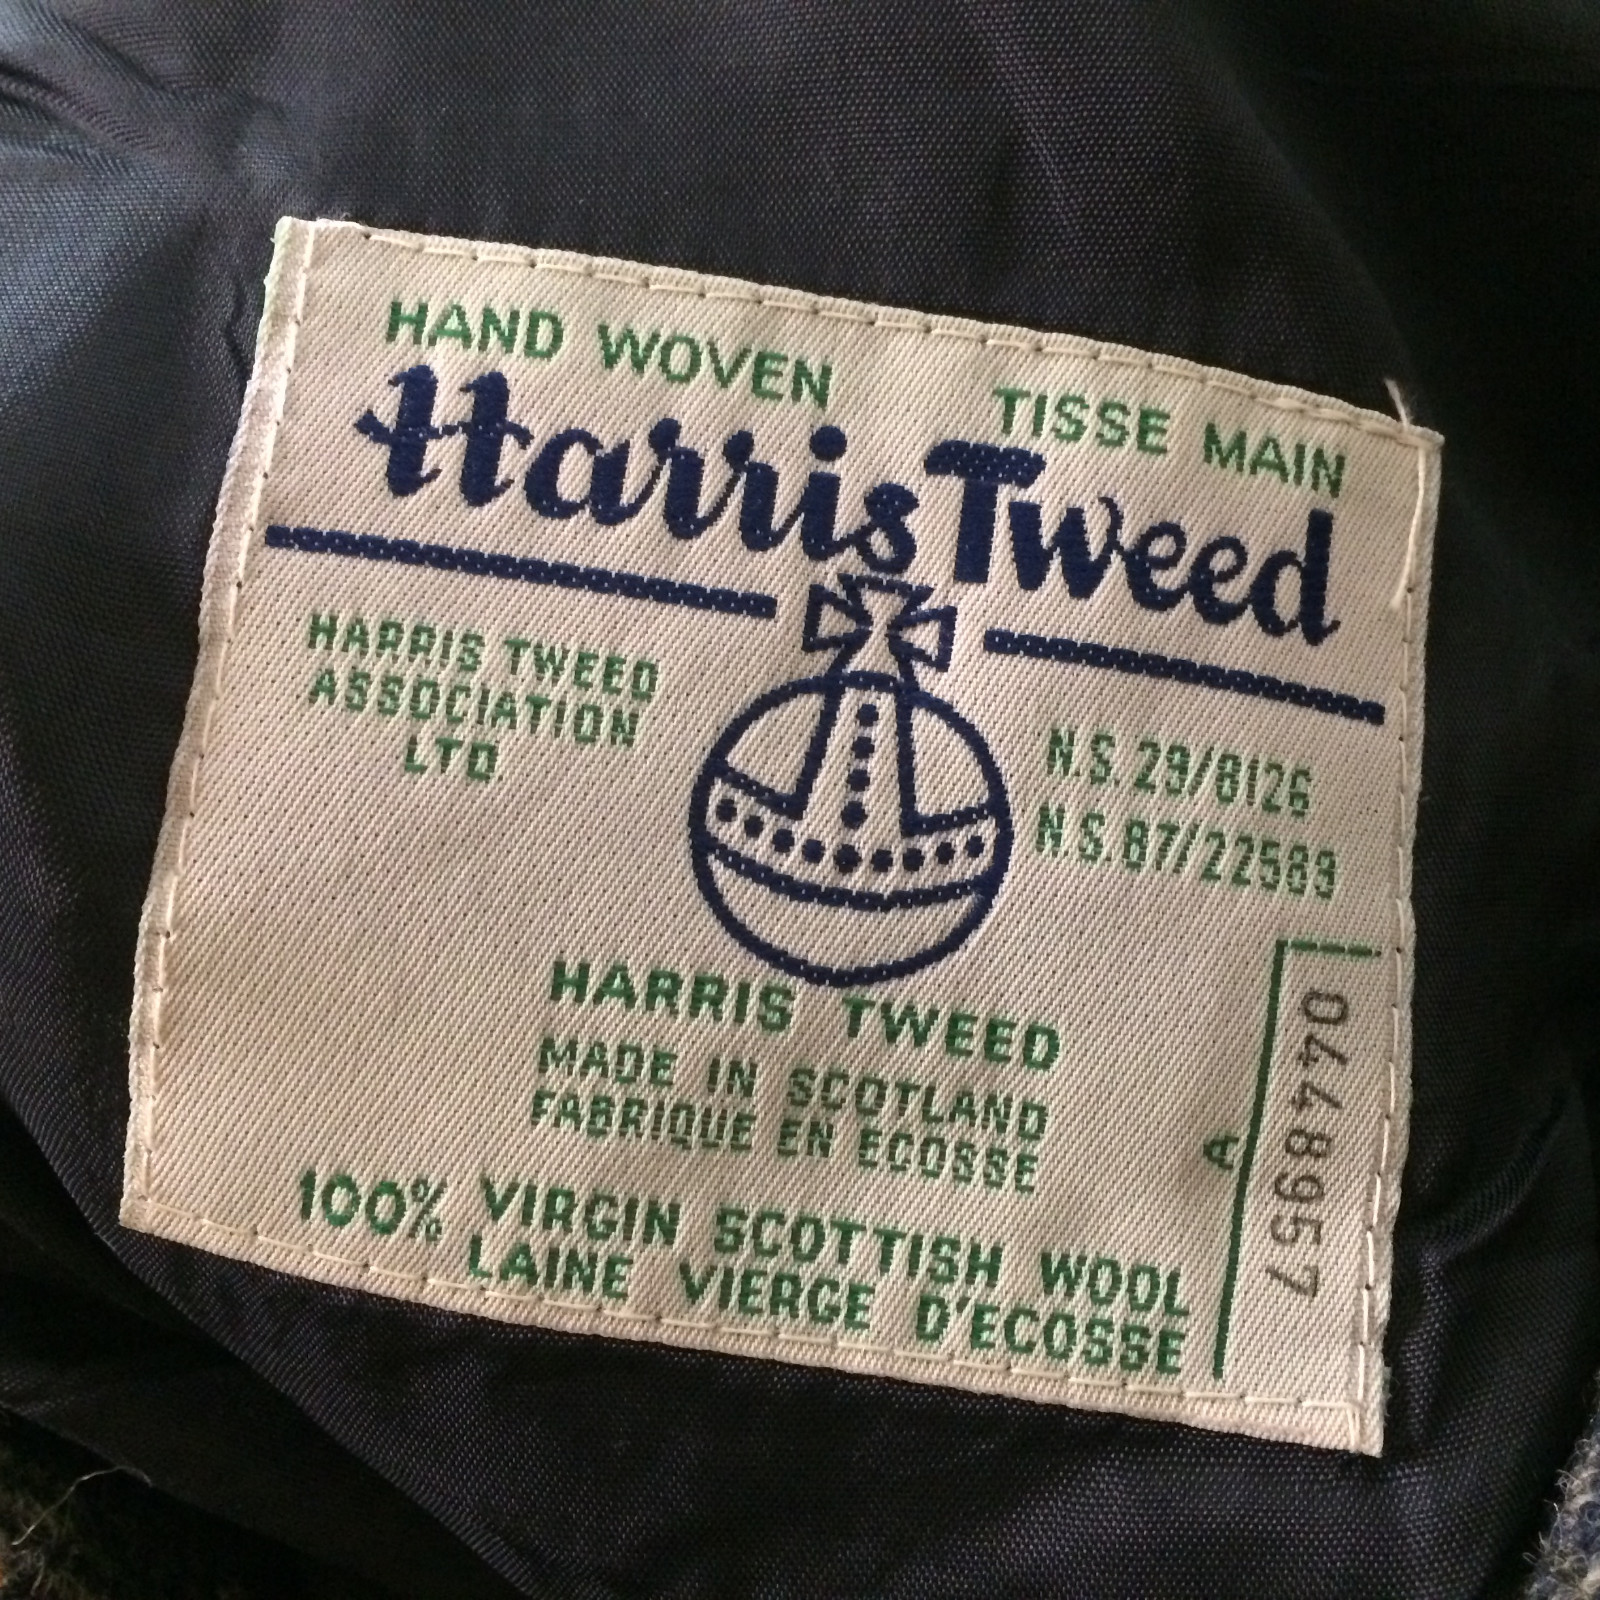 HAND WOVEN TISSE MAIN
Harris Tweed
HARRIS TWEED
ASSOCIATION
LTD
N.S. 29/8126
N.S. 87/22589
HARRIS TWEED
MADE IN SCOTLAND
FABRIQUE EN ECOSSE
100% VIRGIN SCOTTISH WOOL
LAINE VIERGE D'ECOSSE
A
0448957